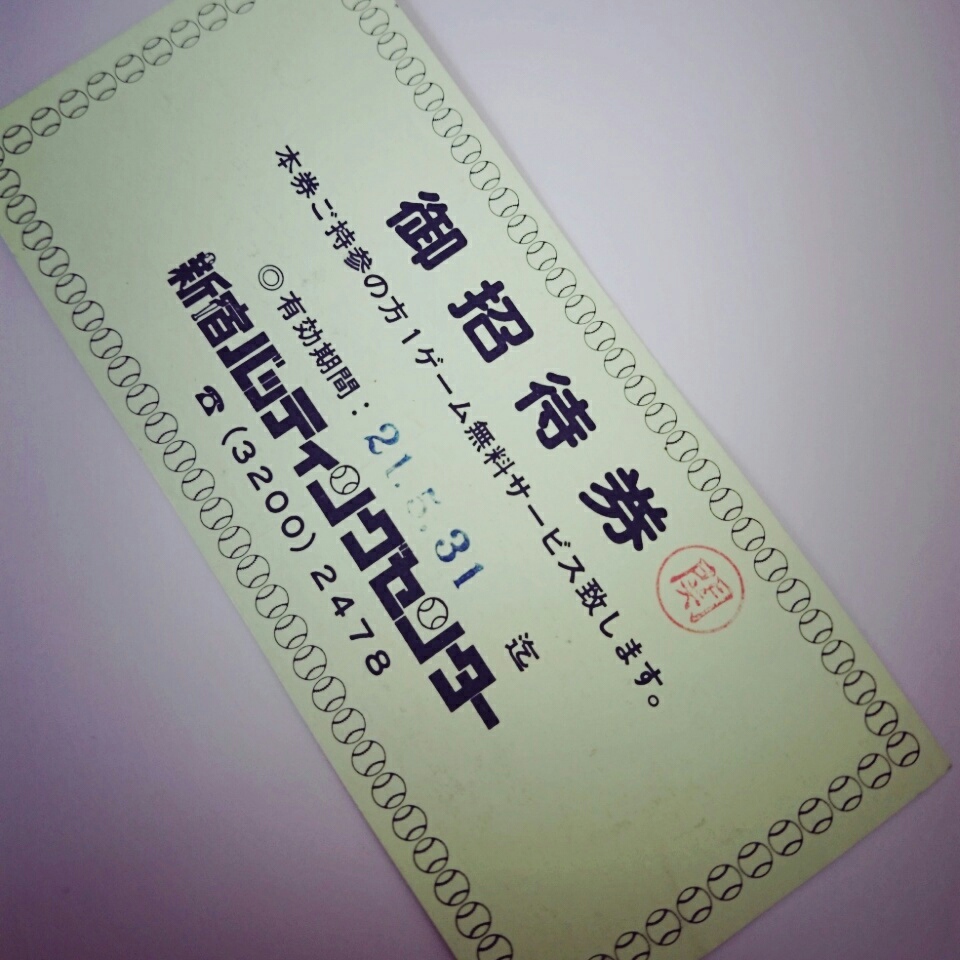 御招待券
関
本券ご持参の方1ゲーム無料サービス致します。
◎有効期間：21.5.31迄
新宿バッティングセンター
☎(3200)2478